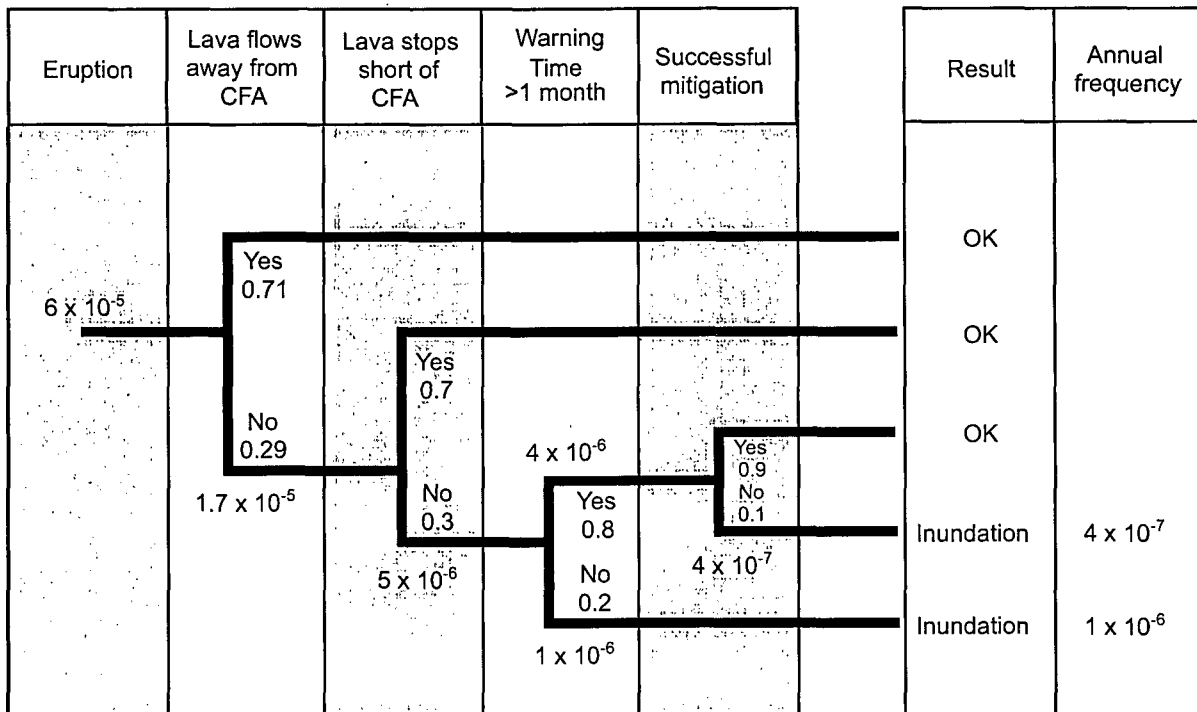 Eruption
Lava flows
away from
CFA
Lava stops
short of
CFA
Warning
Time
>1 month
Successful
mitigation
Result
Annual
frequency
OK
Yes
0.71
6 x 10⁻⁵
OK
Yes
0.7
No
0.29
1.7 x 10⁻⁵
OK
4 x 10⁻⁶
Yes
0.9
No
0.1
No
0.3
Yes
0.8
Inundation
4 x 10⁻⁷
5 x 10⁻⁶
4 x 10⁻⁷
No
0.2
Inundation
1 x 10⁻⁶
1 x 10⁻⁶